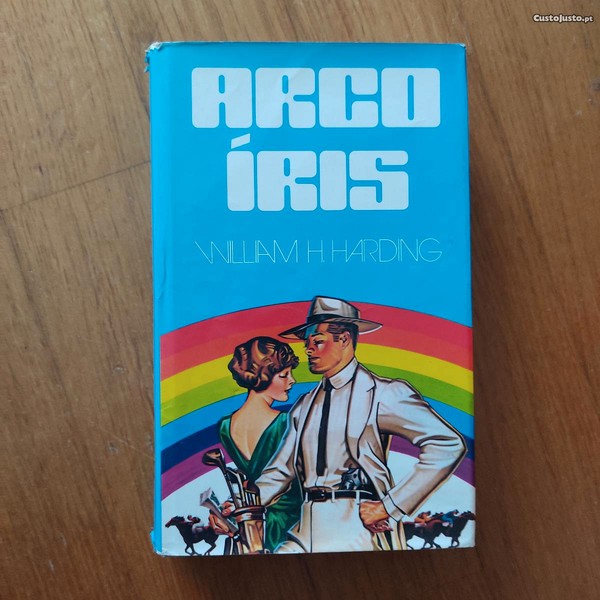 CustoJusto.pt
ARCO
ÍRIS
WILLIAM H. HARDING